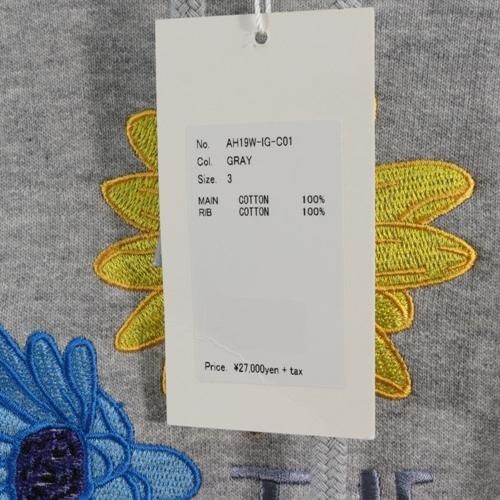 No. AH19W-IG-C01
Col. GRAY
Size. 3
MAIN COTTON 100%
RIB COTTON 100%
Price. ¥27,000yen + tax